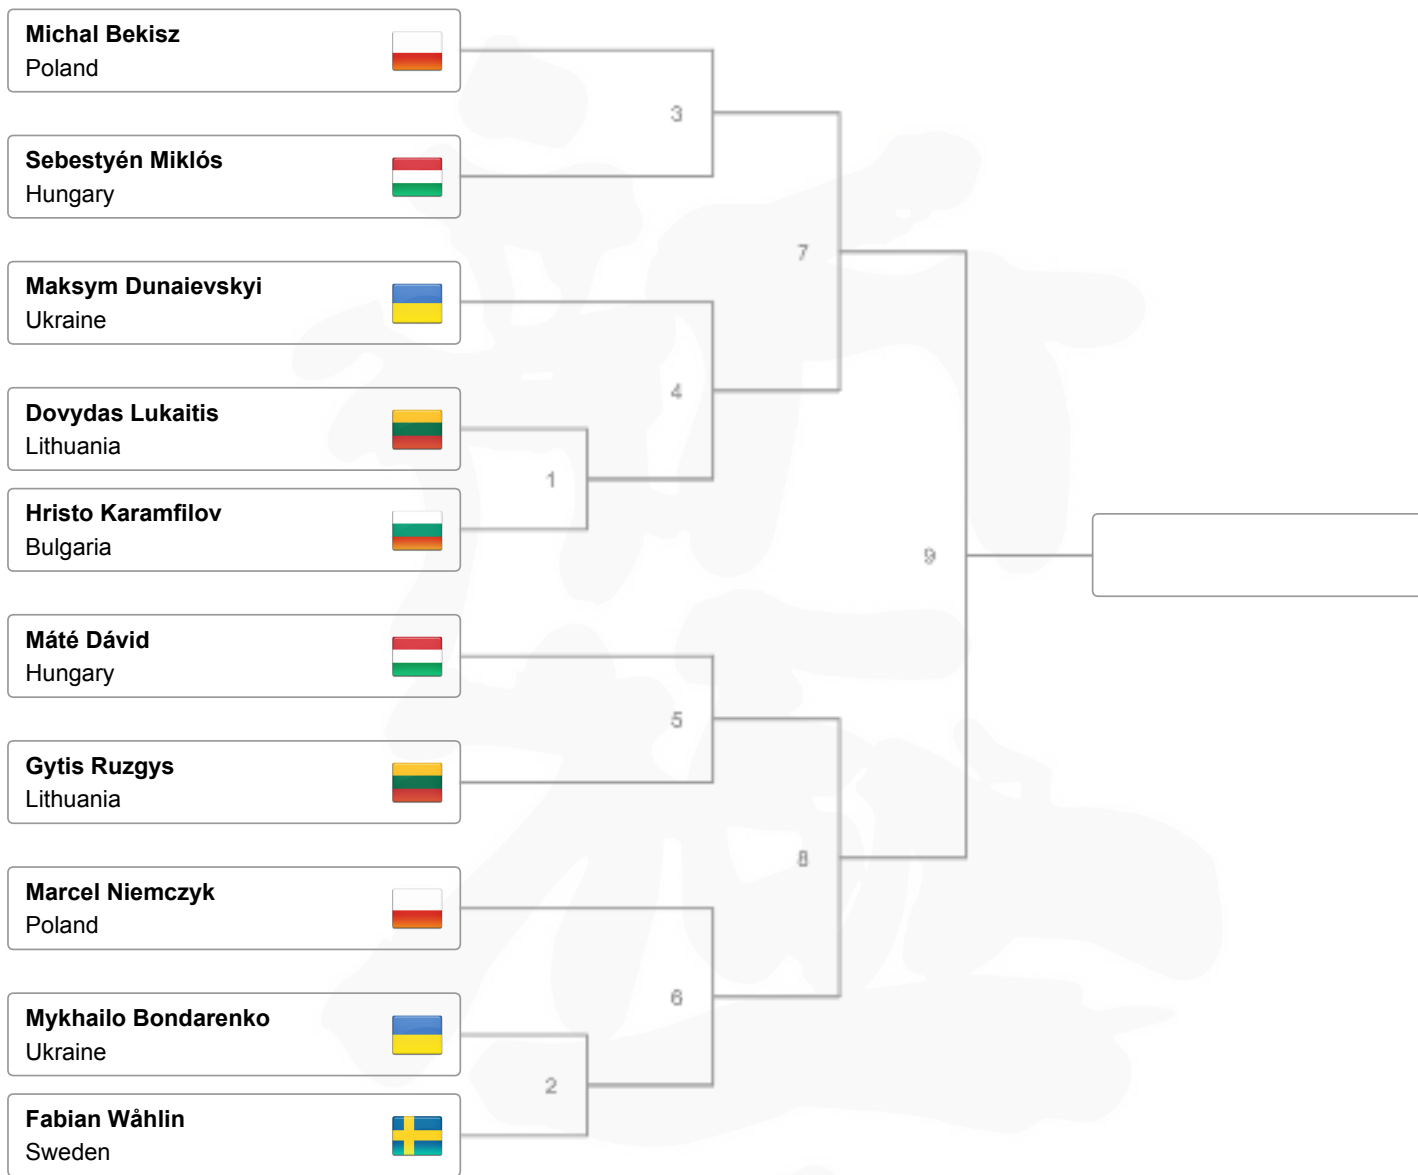 Michal Bekisz
Poland
3
Sebestyén Miklós
Hungary
7
Maksym Dunaievskyi
Ukraine
4
Dovydas Lukaitis
Lithuania
1
Hristo Karamfilov
Bulgaria
9
Máté Dávid
Hungary
5
Gytis Ruzgys
Lithuania
8
Marcel Niemczyk
Poland
6
Mykhailo Bondarenko
Ukraine
2
Fabian Wåhlin
Sweden